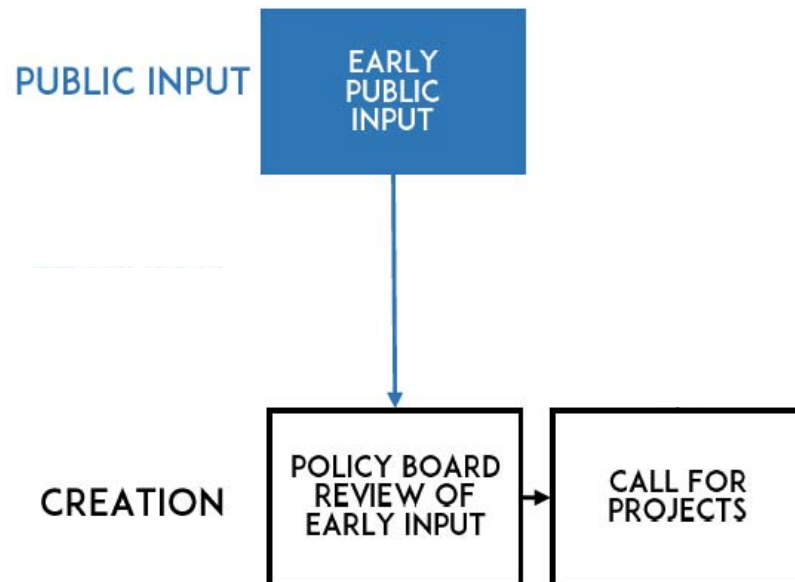 PUBLIC INPUT
EARLY
PUBLIC
INPUT
CREATION
POLICY BOARD
REVIEW OF
EARLY INPUT
CALL FOR
PROJECTS